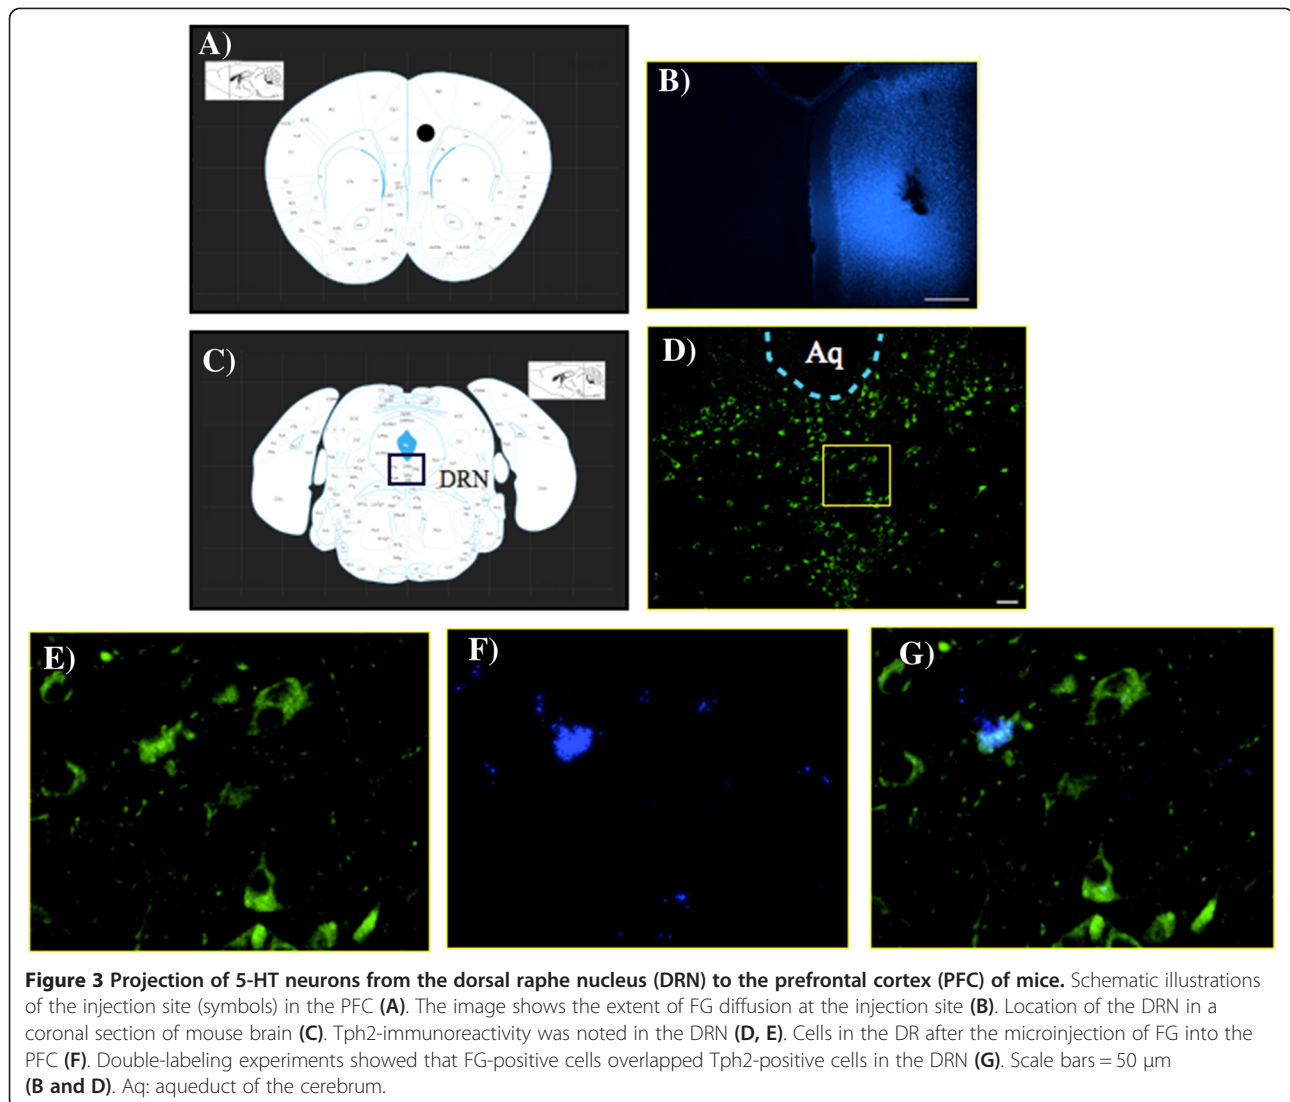 A)
B)
C)
DRN
D)
Aq
E)
F)
G)
Figure 3 Projection of 5-HT neurons from the dorsal raphe nucleus (DRN) to the prefrontal cortex (PFC) of mice. Schematic illustrations
of the injection site (symbols) in the PFC (A). The image shows the extent of FG diffusion at the injection site (B). Location of the DRN in a
coronal section of mouse brain (C). Tph2-immunoreactivity was noted in the DRN (D, E). Cells in the DR after the microinjection of FG into the
PFC (F). Double-labeling experiments showed that FG-positive cells overlapped Tph2-positive cells in the DRN (G). Scale bars = 50 μm
(B and D). Aq: aqueduct of the cerebrum.